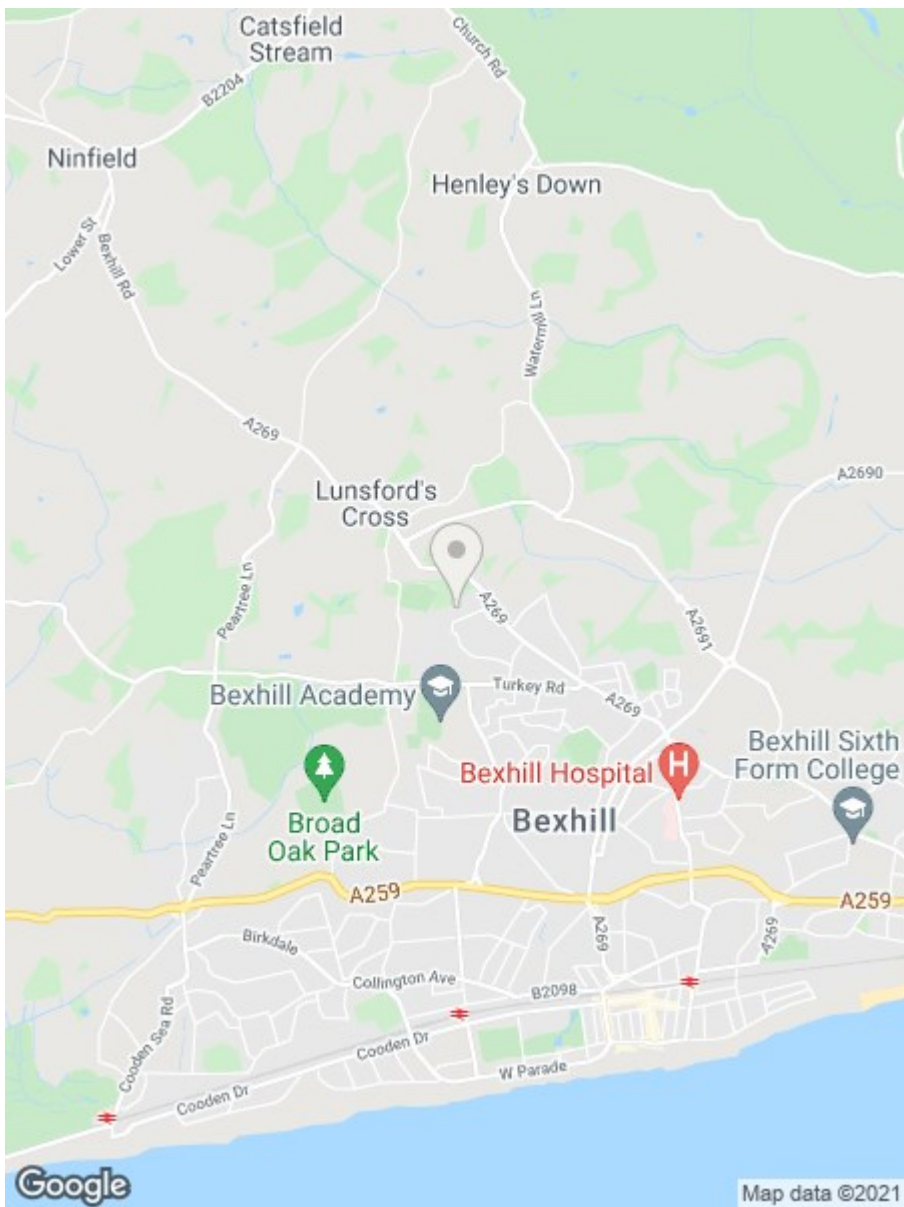 Catsfield
Stream
Church Rd
B2204
Ninfield
Henley's Down
Lower St
Bexhill Rd
Watermill Ln
A269
A2690
Lunsford's
Cross
Peartree Ln
A269
A2691
Turkey Rd
Bexhill Academy
A269
Bexhill Hospital
H
Bexhill Sixth
Form College
Broad
Oak Park
Bexhill
Peartree Ln
A259
A259
Birkdale
A269
A269
Collington Ave
B2098
Cooden Sea Rd
Cooden Dr
W Parade
Cooden Dr
Google
Map data ©2021